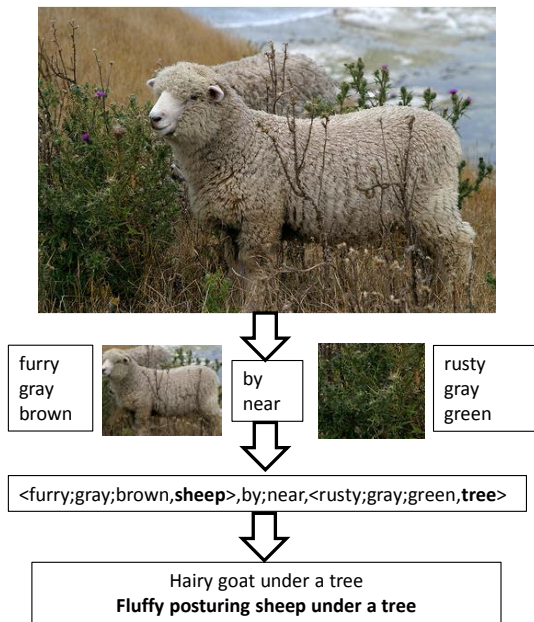 furry
gray
brown
by
near
rusty
gray
green
<furry;gray;brown,sheep>,by;near,<rusty;gray;green,tree>
Hairy goat under a tree
Fluffy posturing sheep under a tree